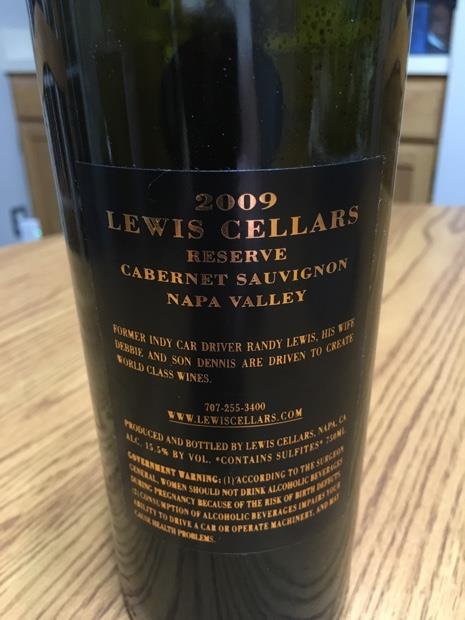 2009
LEWIS CELLARS
RESERVE
CABERNET SAUVIGNON
NAPA VALLEY
FORMER INDY CAR DRIVER RANDY LEWIS, HIS WIFE
DEBBIE AND SON DENNIS ARE DRIVEN TO CREATE
WORLD CLASS WINES.
707-255-3400
WWW.LEWISCELLARS.COM
PRODUCED AND BOTTLED BY LEWIS CELLARS, NAPA, CA
ALC. 15.5% BY VOL. *CONTAINS SULFITES* 750ML
GOVERNMENT WARNING: (1) ACCORDING TO THE SURGEON
GENERAL, WOMEN SHOULD NOT DRINK ALCOHOLIC BEVERAGES
DURING PREGNANCY BECAUSE OF THE RISK OF BIRTH DEFECTS.
(2) CONSUMPTION OF ALCOHOLIC BEVERAGES IMPAIRS YOUR
ABILITY TO DRIVE A CAR OR OPERATE MACHINERY, AND MAY
CAUSE HEALTH PROBLEMS.